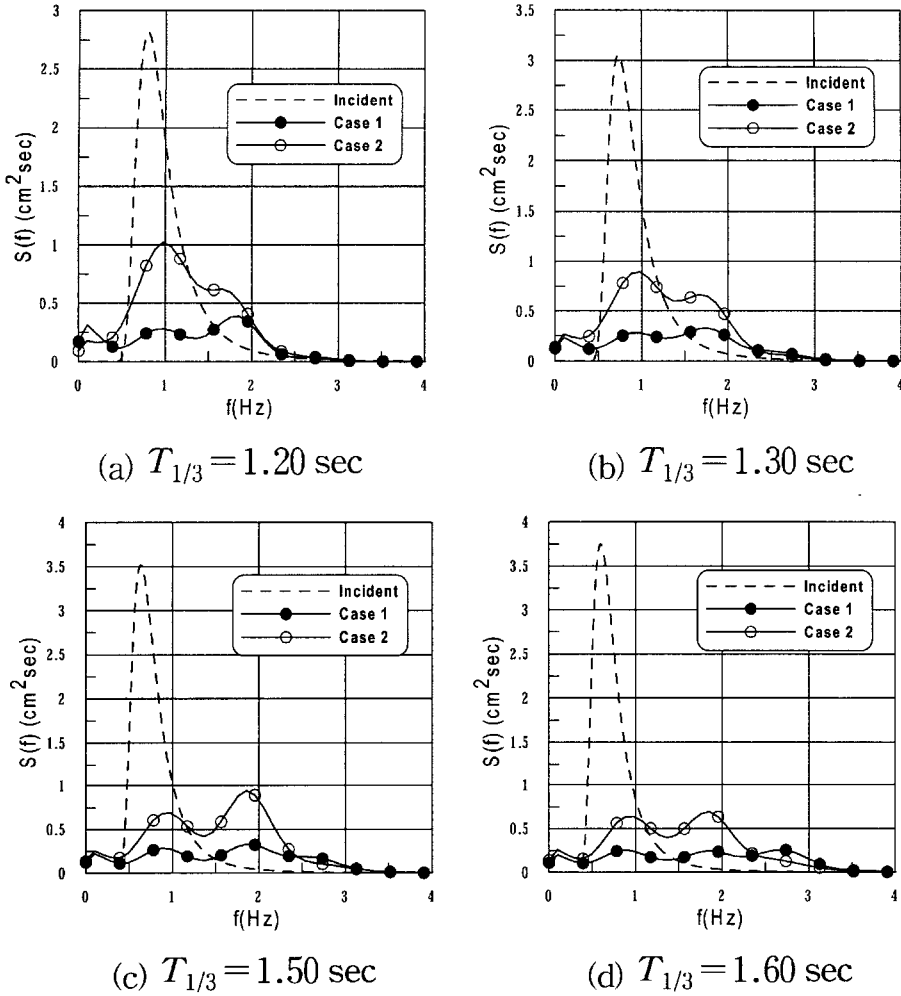 3
2.5
2
1.5
1
0.5
0
S(f) (cm²sec)
Incident
Case 1
Case 2
0 1 2 3 4
f(Hz)
(a) T1/3 = 1.20 sec
3.5
3
2.5
2
1.5
1
0.5
0
S(f) (cm²sec)
Incident
Case 1
Case 2
0 1 2 3 4
f(Hz)
(b) T1/3 = 1.30 sec
4
3.5
3
2.5
2
1.5
1
0.5
0
S(f) (cm²sec)
Incident
Case 1
Case 2
0 1 2 3 4
f(Hz)
(c) T1/3 = 1.50 sec
4
3.5
3
2.5
2
1.5
1
0.5
0
S(f) (cm²sec)
Incident
Case 1
Case 2
0 1 2 3 4
f(Hz)
(d) T1/3 = 1.60 sec